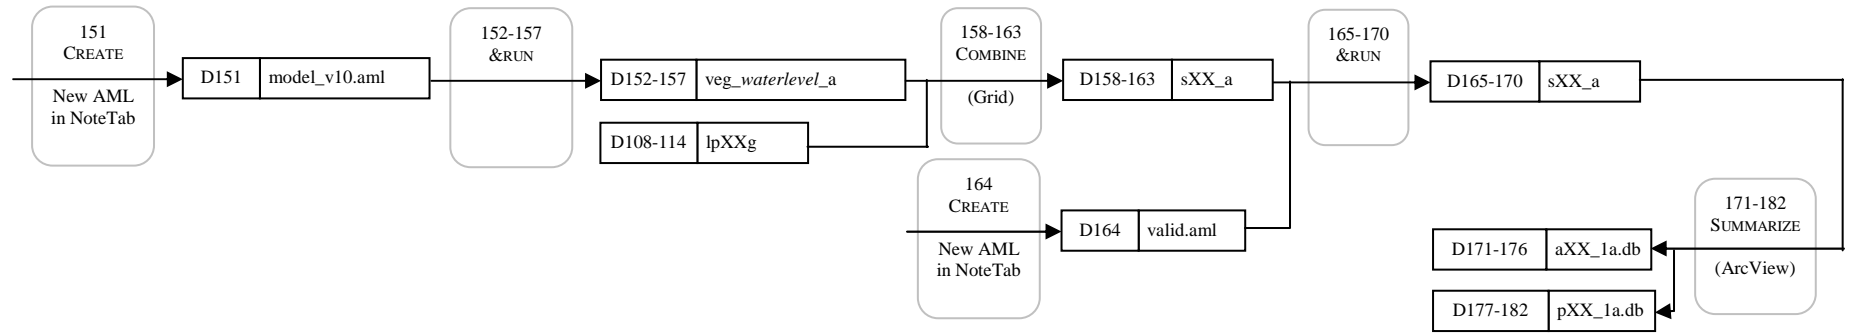 151
CREATE
New AML
in NoteTab
D151 model_v10.aml
152-157
&RUN
D152-157 veg_waterlevel_a
D108-114 lpXXg
158-163
COMBINE
(Grid)
D158-163 sXX_a
164
CREATE
New AML
in NoteTab
D164 valid.aml
165-170
&RUN
D165-170 sXX_a
171-182
SUMMARIZE
(ArcView)
D171-176 aXX_1a.db
D177-182 pXX_1a.db